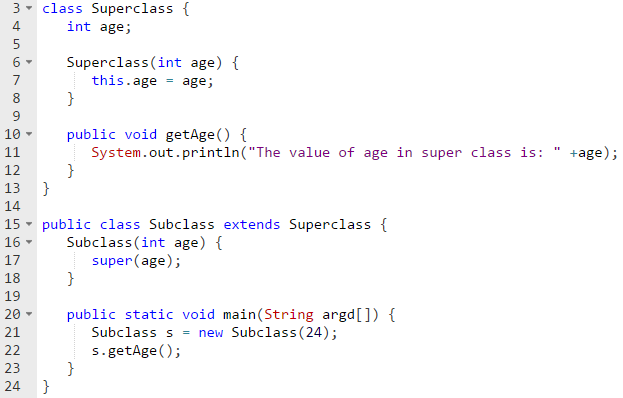 3 class Superclass {
4     int age;
5
6     Superclass(int age) {
7         this.age = age;
8     }
9
10     public void getAge() {
11         System.out.println("The value of age in super class is: " +age);
12     }
13 }
14
15 public class Subclass extends Superclass {
16     Subclass(int age) {
17         super(age);
18     }
19
20     public static void main(String argd[]) {
21         Subclass s = new Subclass(24);
22         s.getAge();
23     }
24 }